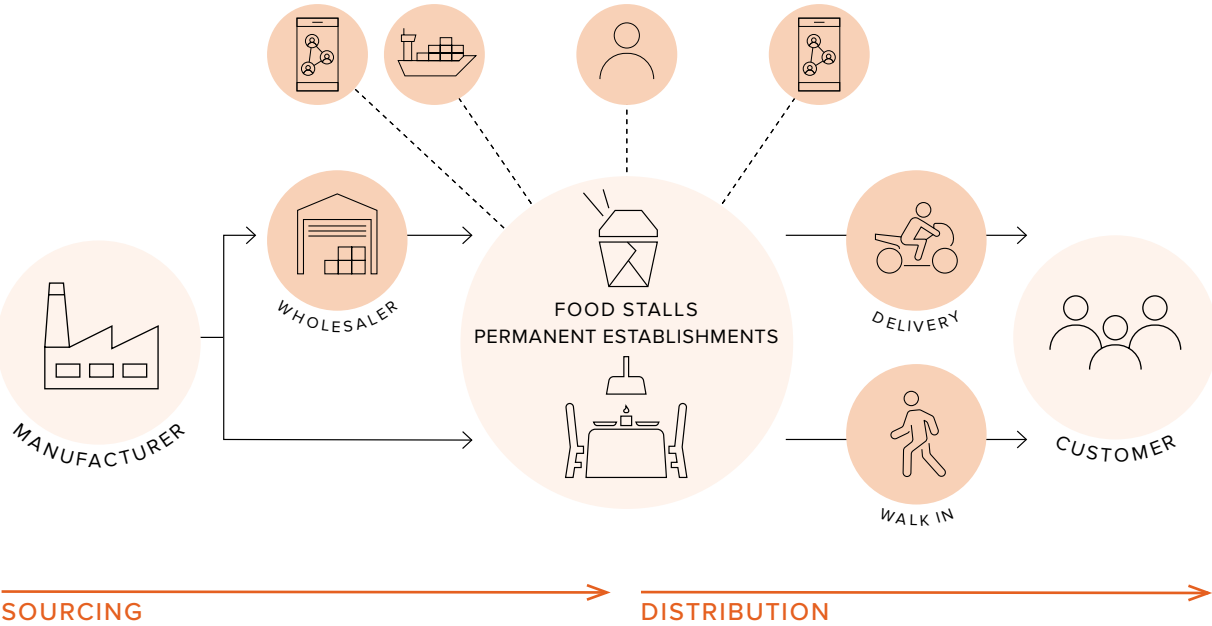 WHOLESALER
FOOD STALLS
PERMANENT ESTABLISHMENTS
DELIVERY
MANUFACTURER
CUSTOMER
WALK IN
SOURCING
DISTRIBUTION